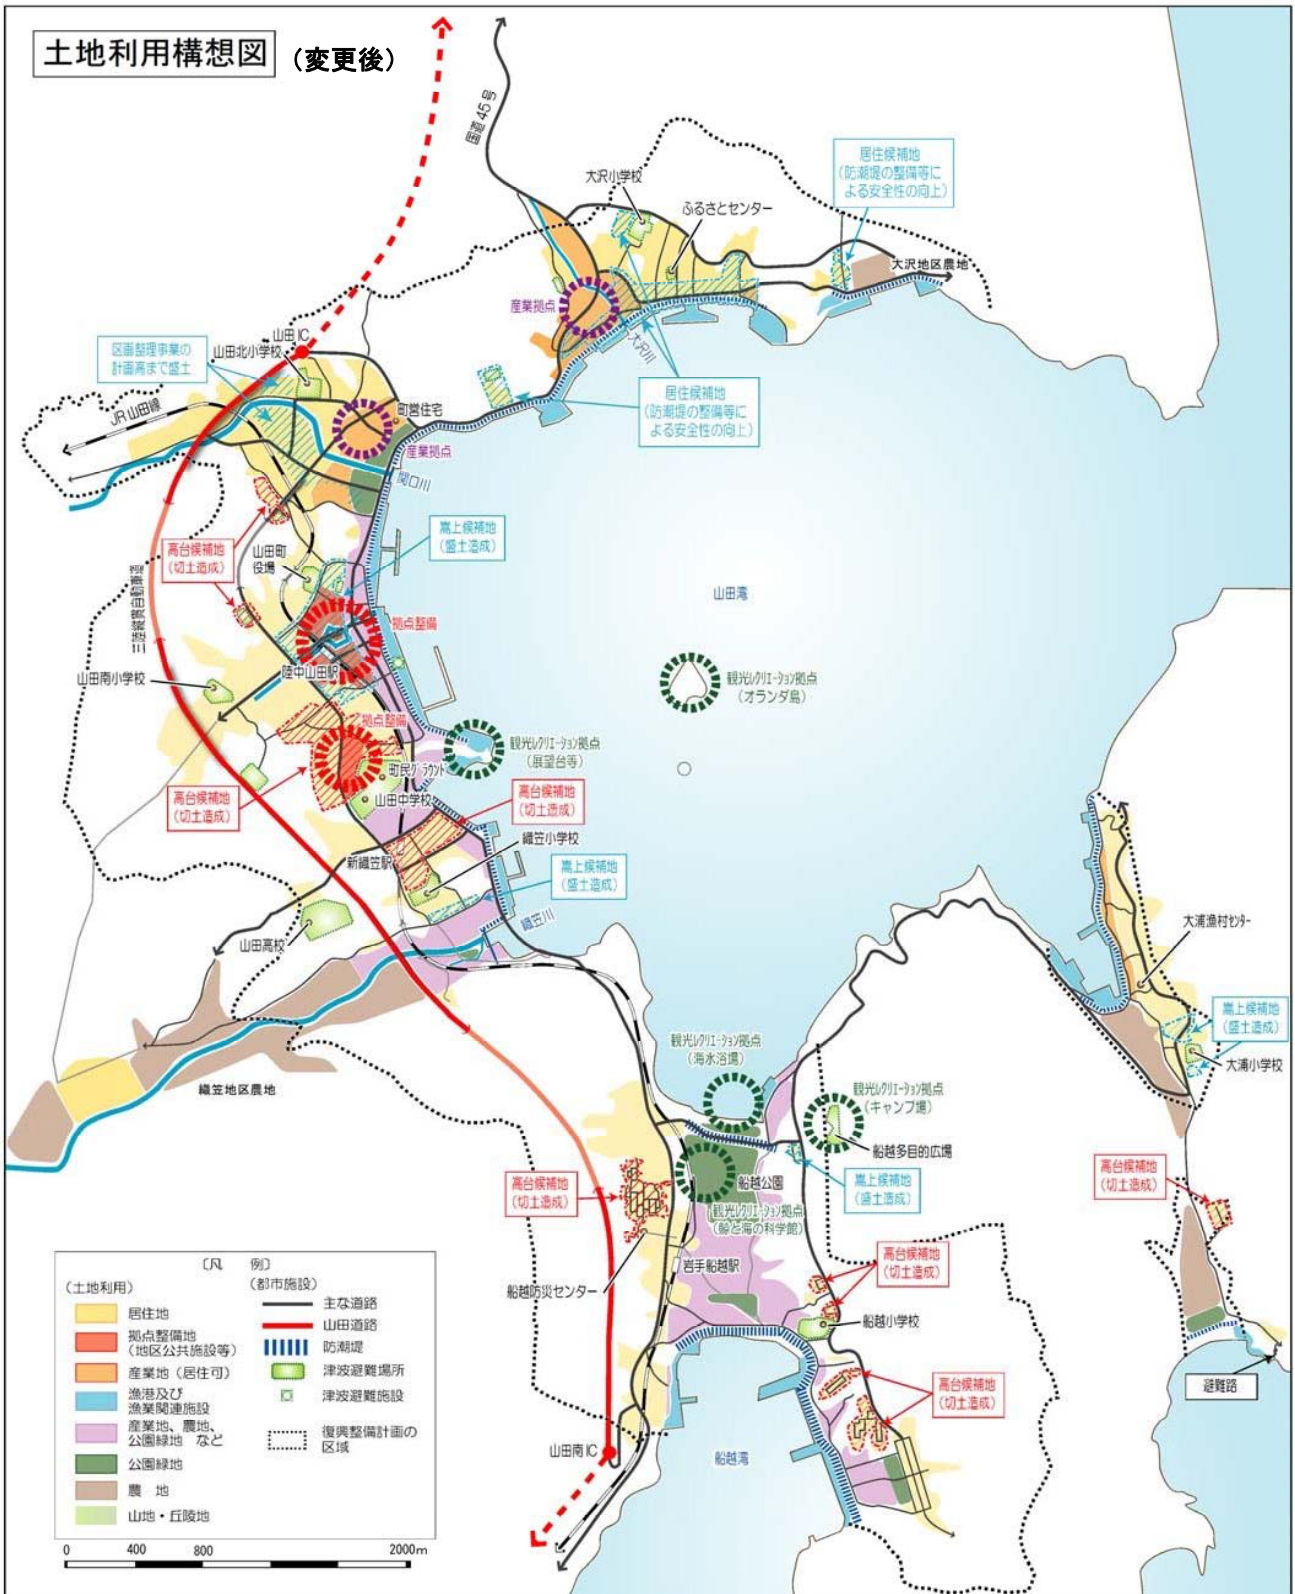 土地利用構想図
（変更後）
国道45号
大沢小学校
ふるさとセンター
居住候補地
（防潮堤の整備等に
よる安全性の向上）
大沢地区農地
産業拠点
大沢川
居住候補地
（防潮堤の整備等に
よる安全性の向上）
山田IC
山田北小学校
区画整理事業の
計画高まで盛土
JR山田線
町営住宅
産業拠点
関口川
嵩上候補地
（盛土造成）
高台候補地
（切土造成）
山田町
役場
三陸縦貫自動車道
拠点整備
陸中山田駅
山田南小学校
山田湾
観光レクリエーション拠点
（オランダ島）
拠点整備
観光レクリエーション拠点
（展望台等）
町民グラウンド
山田中学校
高台候補地
（切土造成）
高台候補地
（切土造成）
織笠小学校
新織笠駅
嵩上候補地
（盛土造成）
織笠川
山田高校
織笠地区農地
大浦漁村センター
嵩上候補地
（盛土造成）
大浦小学校
観光レクリエーション拠点
（海水浴場）
観光レクリエーション拠点
（キャンプ場）
船越多目的広場
嵩上候補地
（盛土造成）
高台候補地
（切土造成）
船越公園
観光レクリエーション拠点
（鯨と海の科学館）
高台候補地
（切土造成）
岩手船越駅
船越防災センター
高台候補地
（切土造成）
船越小学校
高台候補地
（切土造成）
避難路
山田南IC
船越湾
〔凡　例〕
（土地利用）
居住地
拠点整備地
（地区公共施設等）
産業地（居住可）
漁港及び
漁業関連施設
産業地、農地、
公園緑地　など
公園緑地
農　地
山地・丘陵地
（都市施設）
主な道路
山田道路
防潮堤
津波避難場所
津波避難施設
復興整備計画の
区域
0 400 800 2000m